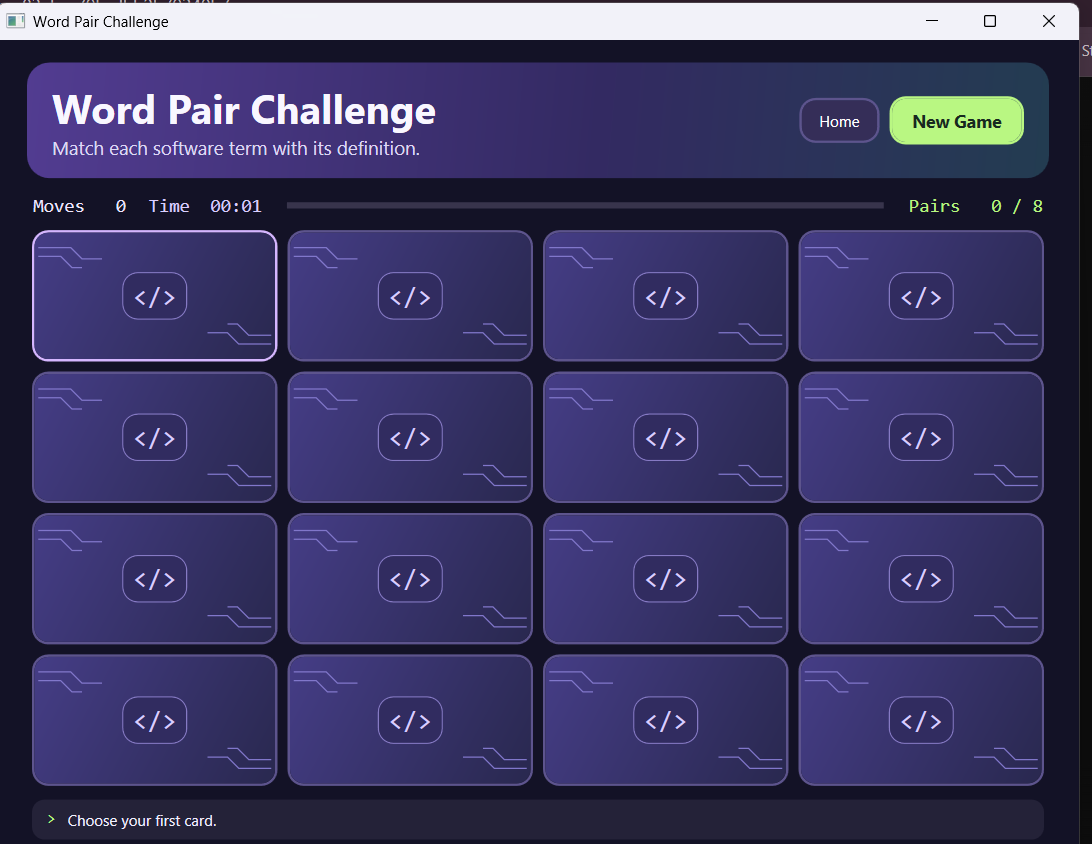 Word Pair Challenge
Word Pair Challenge
Match each software term with its definition.
Home
New Game
Moves 0 Time 00:01
Pairs 0 / 8
</> </> </> </>
</> </> </> </>
</> </> </> </>
</> </> </> </>
> Choose your first card.